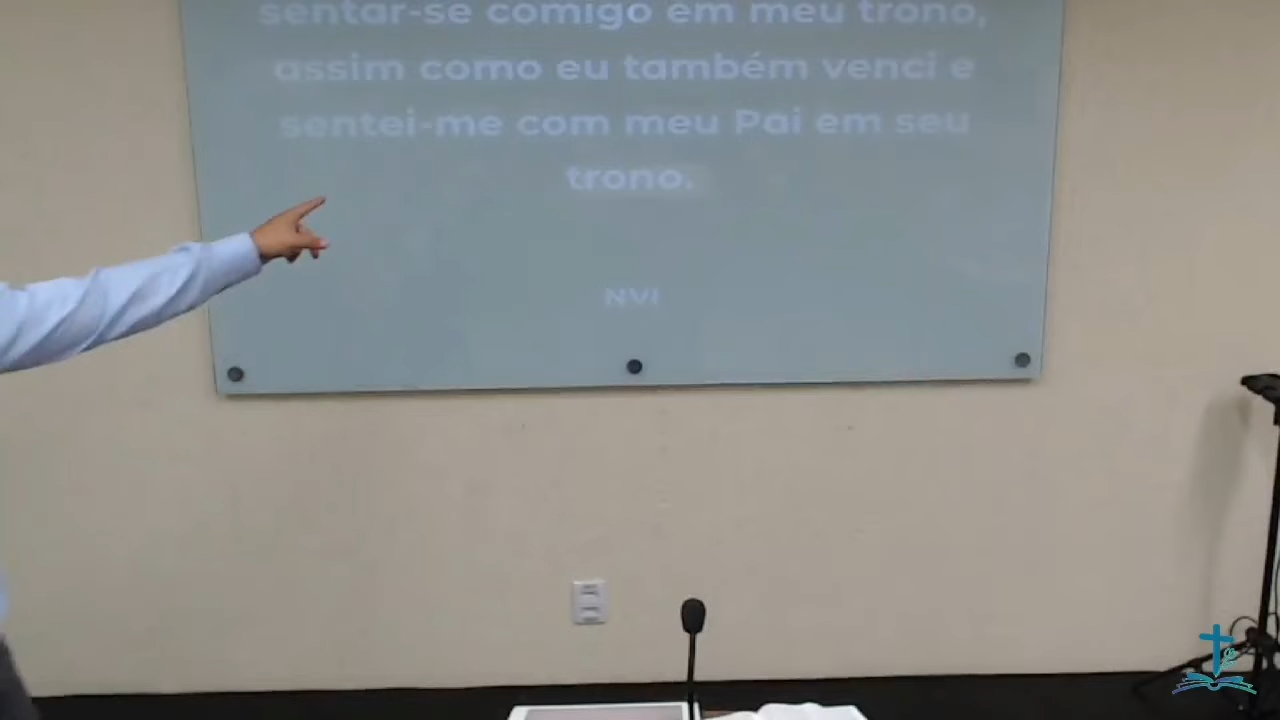 sentar-se comigo em meu trono,
assim como eu também venci e
sentei-me com meu Pai em seu
trono.
NVI